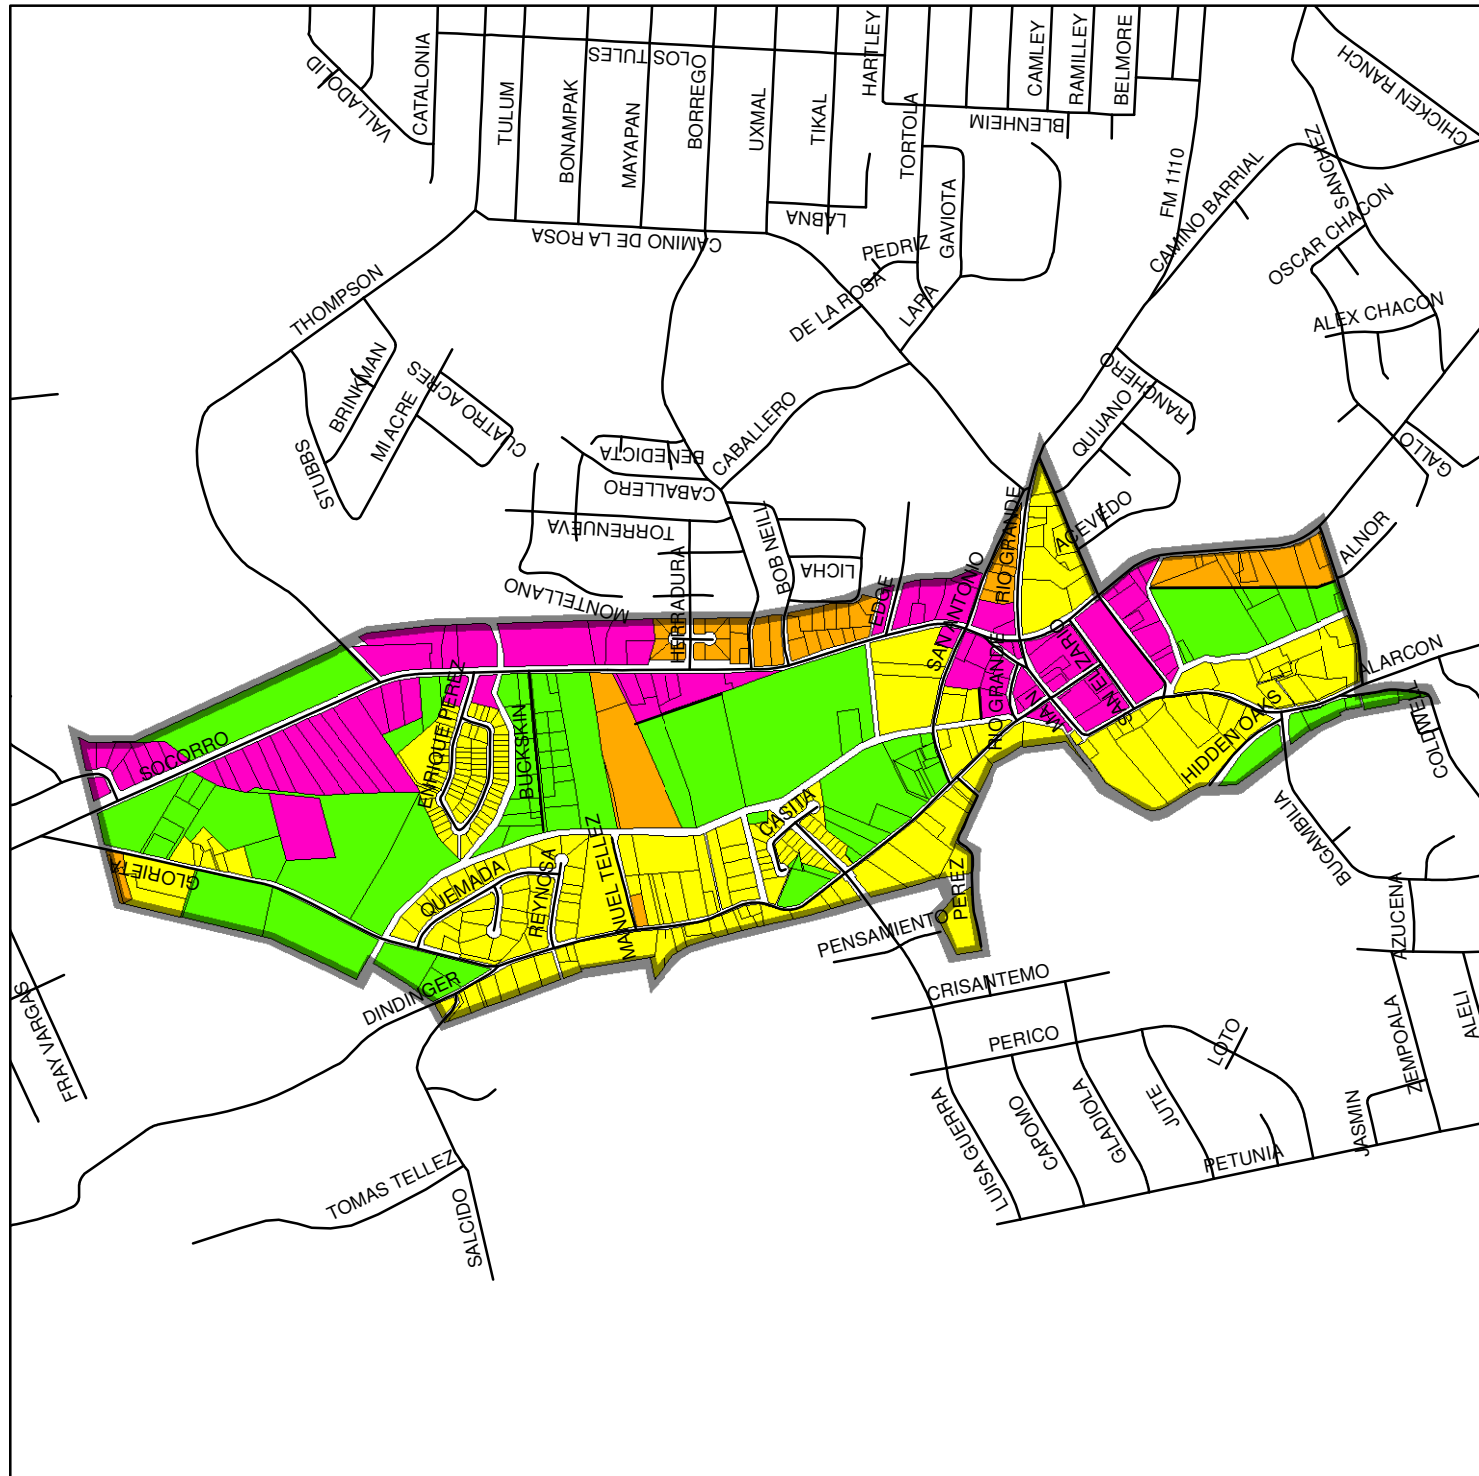 VALLADOLID
CATALONIA
TULUM
BONAMPAK
MAYAPAN
LOS TULES
BORREGO
UXMAL
TIKAL
HARTLEY
TORTOLA
CAMLEY
RAMILLEY
BELMORE
BLENHEIM
CHICKEN RANCH
SANCHEZ
FM 1110
CAMINO BARRIAL
OSCAR CHACON
ALEX CHACON
LABNA
CAMINO DE LA ROSA
PEDRIZ
GAVIOTA
DE LA ROSA
LARA
THOMPSON
BRINKMAN
MI ACRE
CUATRO ACRES
STUBBS
BENEDICTA
CABALLERO
CABALLERO
TORRENUEVA
BOB NEILL
LICHA
MONTELLANO
HERRADURA
EDGE
SAN ANTONIO
RIO GRANDE
QUIJANO
RANCHERO
ACEVEDO
GALLO
ALNOR
ALARCON
COLDWELL
SOCORRO
ENRIQUE PEREZ
BUCKSKIN
RIO GRANDE
RIO
MAIN
SAN ELZARIO
HIDDEN OAKS
BUGAMBILIA
GLORIETA
QUEMADA
REYNOSA
MANUEL TELLEZ
CASITA
PEREZ
PENSAMIENTO
DINDINGER
FRAY VARGAS
CRISANTEMO
PERICO
LOTO
AZUCENA
ZEMPOALA
ALELI
LUISA GUERRA
CAPOMO
GLADIOLA
JUTE
PETUNIA
JASMIN
TOMAS TELLEZ
SALCIDO